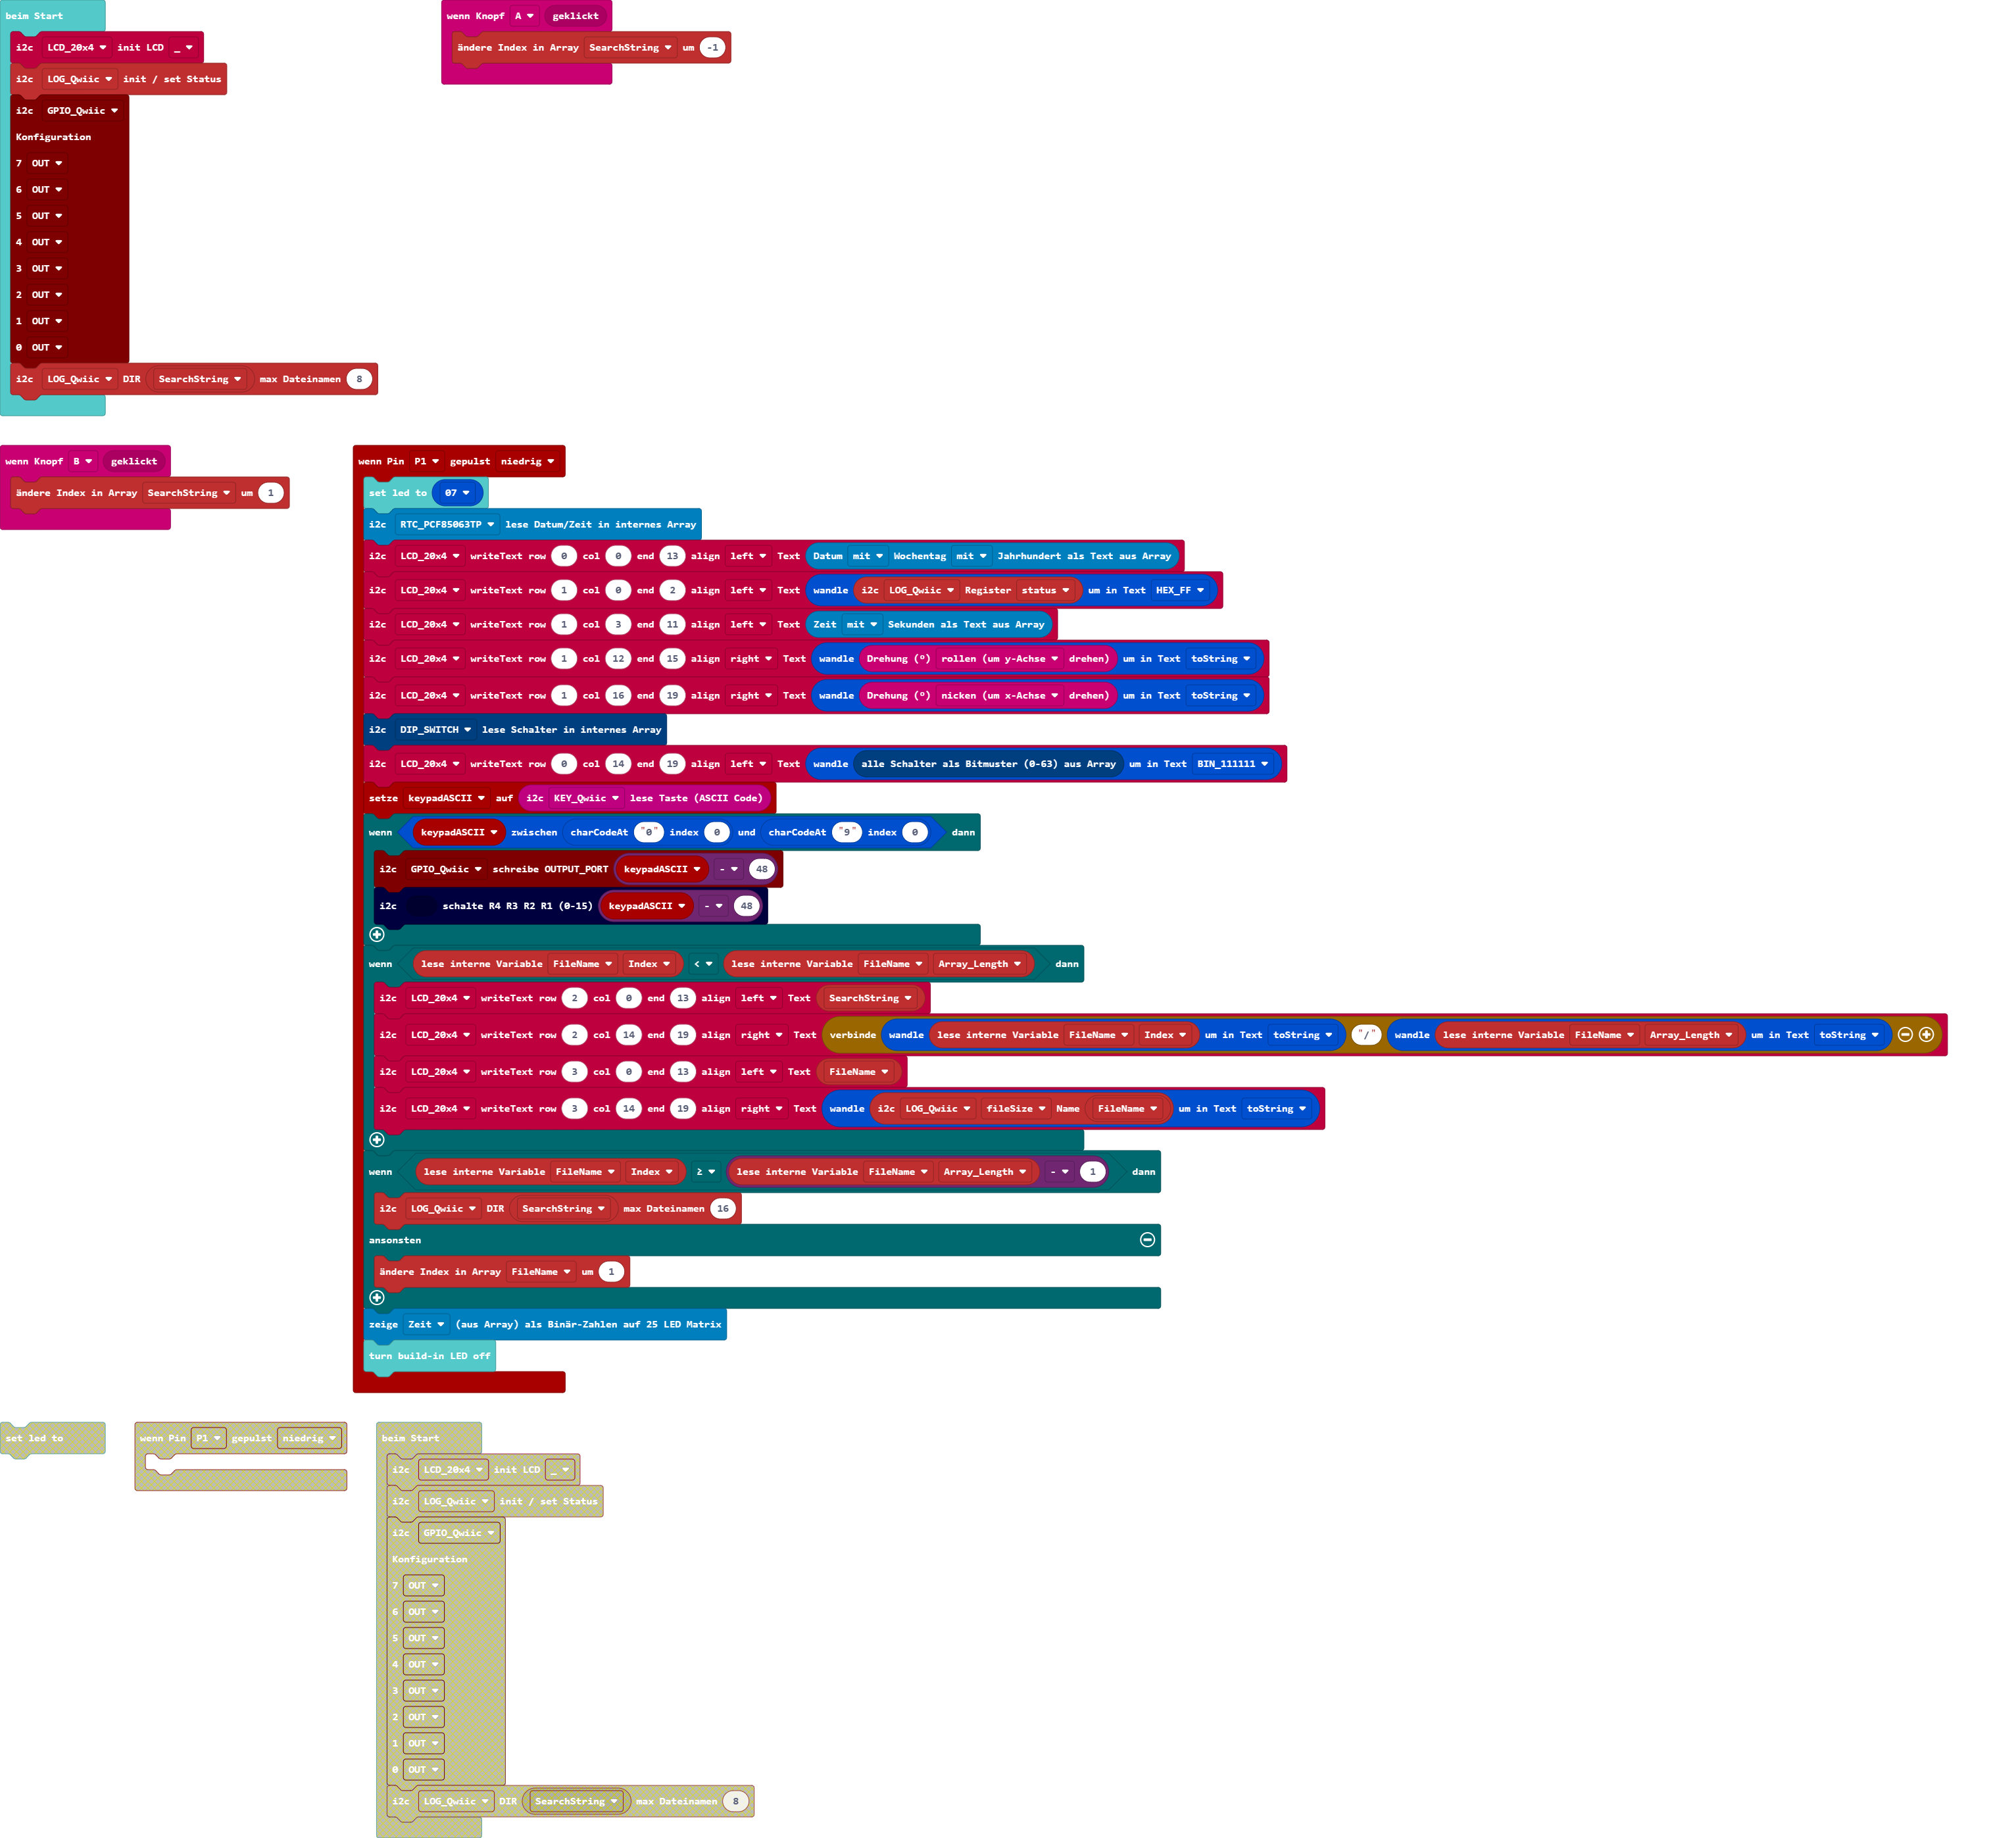 beim Start
i2c LCD_20x4 init LCD _
i2c LOG_Qwiic init / set Status
i2c GPIO_Qwiic
Konfiguration
7 OUT
6 OUT
5 OUT
4 OUT
3 OUT
2 OUT
1 OUT
0 OUT
i2c LOG_Qwiic DIR SearchString max Dateinamen 8
wenn Knopf A geklickt
ändere Index in Array SearchString um -1
wenn Knopf B geklickt
ändere Index in Array SearchString um 1
wenn Pin P1 gepulst niedrig
set led to 07
i2c RTC_PCF85063TP lese Datum/Zeit in internes Array
i2c LCD_20x4 writeText row 0 col 0 end 13 align left Text Datum mit Wochentag mit Jahrhundert als Text aus Array
i2c LCD_20x4 writeText row 1 col 0 end 2 align left Text wandle i2c LOG_Qwiic Register status um in Text HEX_FF
i2c LCD_20x4 writeText row 1 col 3 end 11 align left Text Zeit mit Sekunden als Text aus Array
i2c LCD_20x4 writeText row 1 col 12 end 15 align right Text wandle Drehung (º) rollen (um y-Achse drehen) um in Text toString
i2c LCD_20x4 writeText row 1 col 16 end 19 align right Text wandle Drehung (º) nicken (um x-Achse drehen) um in Text toString
i2c DIP_SWITCH lese Schalter in internes Array
i2c LCD_20x4 writeText row 0 col 14 end 19 align left Text wandle alle Schalter als Bitmuster (0-63) aus Array um in Text BIN_111111
setze keypadASCII auf i2c KEY_Qwiic lese Taste (ASCII Code)
wenn keypadASCII zwischen charCodeAt "0" index 0 und charCodeAt "9" index 0 dann
i2c GPIO_Qwiic schreibe OUTPUT_PORT keypadASCII - 48
i2c schalte R4 R3 R2 R1 (0-15) keypadASCII - 48
wenn lese interne Variable FileName Index < lese interne Variable FileName Array_Length dann
i2c LCD_20x4 writeText row 2 col 0 end 13 align left Text SearchString
i2c LCD_20x4 writeText row 2 col 14 end 19 align right Text verbinde wandle lese interne Variable FileName Index um in Text toString "/" wandle lese interne Variable FileName Array_Length um in Text toString
i2c LCD_20x4 writeText row 3 col 0 end 13 align left Text FileName
i2c LCD_20x4 writeText row 3 col 14 end 19 align right Text wandle i2c LOG_Qwiic fileSize Name FileName um in Text toString
wenn lese interne Variable FileName Index ≥ lese interne Variable FileName Array_Length - 1 dann
i2c LOG_Qwiic DIR SearchString max Dateinamen 16
ansonsten
ändere Index in Array FileName um 1
zeige Zeit (aus Array) als Binär-Zahlen auf 25 LED Matrix
turn build-in LED off
set led to
wenn Pin P1 gepulst niedrig
beim Start
i2c LCD_20x4 init LCD _
i2c LOG_Qwiic init / set Status
i2c GPIO_Qwiic
Konfiguration
7 OUT
6 OUT
5 OUT
4 OUT
3 OUT
2 OUT
1 OUT
0 OUT
i2c LOG_Qwiic DIR SearchString max Dateinamen 8